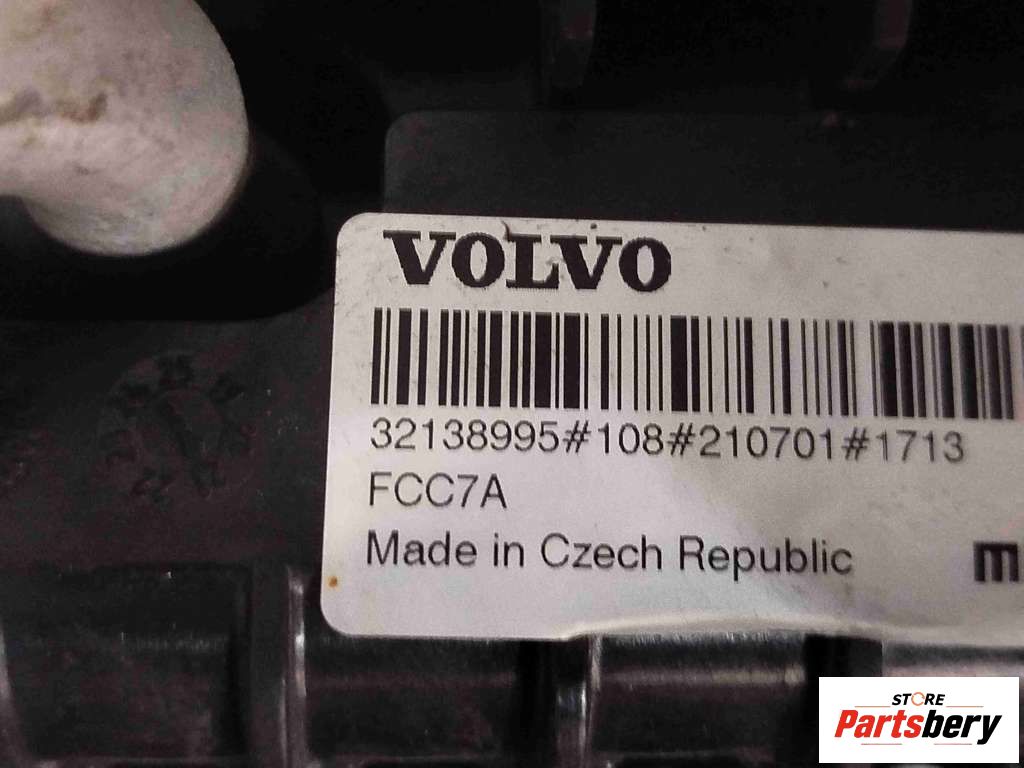 VOLVO
32138995#108#210701#1713
FCC7A
Made in Czech Republic
m
STORE
Partsbery